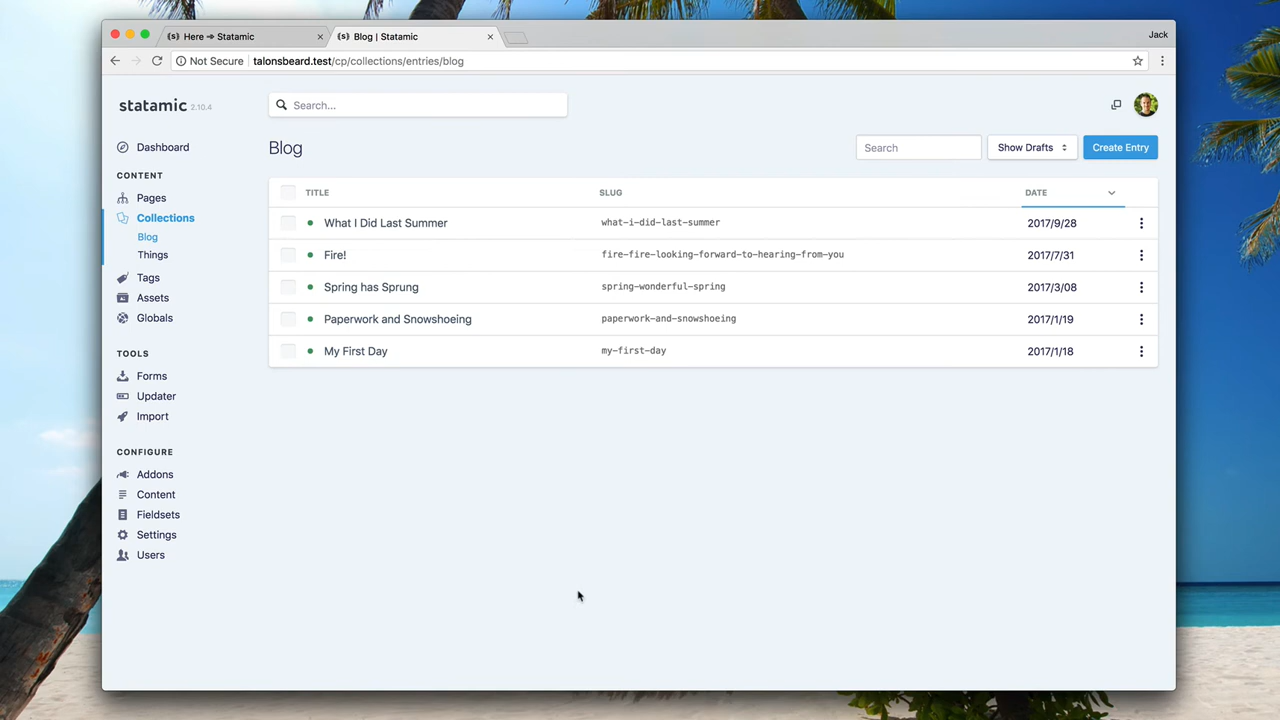 Here ⇒ Statamic
Blog | Statamic
Jack
Not Secure talonsbeard.test/cp/collections/entries/blog
statamic 2.10.4
Search...
Dashboard
CONTENT
Pages
Collections
Blog
Things
Tags
Assets
Globals
TOOLS
Forms
Updater
Import
CONFIGURE
Addons
Content
Fieldsets
Settings
Users
Blog
Search
Show Drafts
Create Entry
TITLE SLUG DATE
What I Did Last Summer what-i-did-last-summer 2017/9/28
Fire! fire-fire-looking-forward-to-hearing-from-you 2017/7/31
Spring has Sprung spring-wonderful-spring 2017/3/08
Paperwork and Snowshoeing paperwork-and-snowshoeing 2017/1/19
My First Day my-first-day 2017/1/18